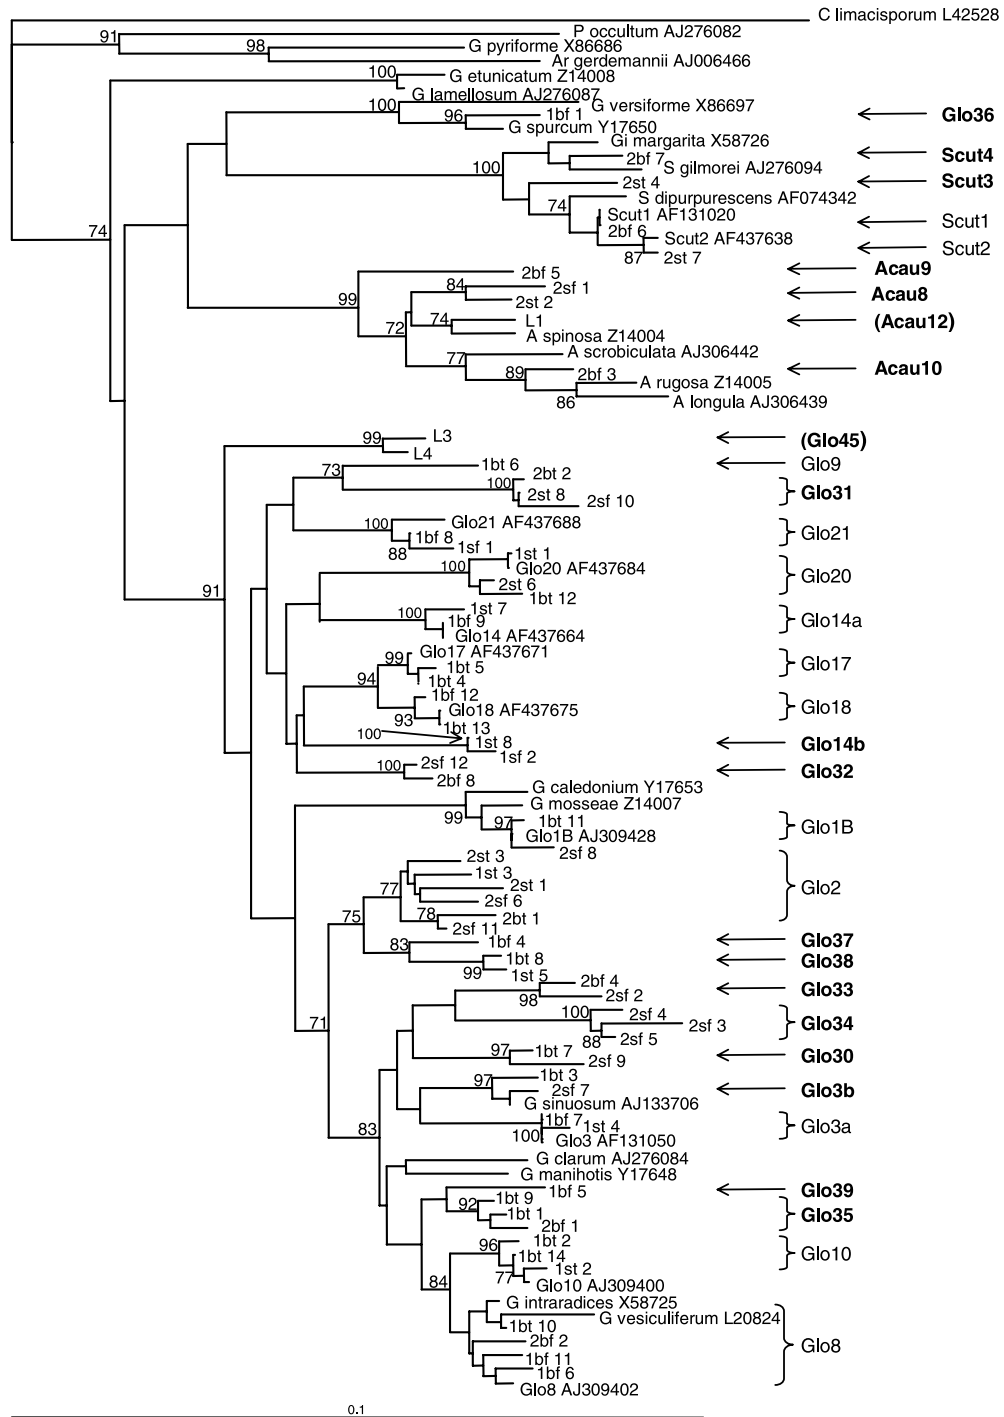 C limacisporum L42528
91
P occultum AJ276082
98
G pyriforme X86686
Ar gerdemannii AJ006466
100
G etunicatum Z14008
G lamellosum AJ276087
100
G versiforme X86697
96
1bf 1
Glo36
G spurcum Y17650
Gi margarita X58726
2bf 7
Scut4
100
S gilmorei AJ276094
2st 4
Scut3
74
S dipurpurescens AF074342
Scut1 AF131020
Scut1
74
2bf 6
Scut2 AF437638
Scut2
87
2st 7
2bf 5
Acau9
84
2sf 1
Acau8
99
2st 2
74
L1
(Acau12)
72
A spinosa Z14004
77
A scrobiculata AJ306442
89
2bf 3
Acau10
A rugosa Z14005
86
A longula AJ306439
99
L3
(Glo45)
L4
73
1bt 6
Glo9
2bt 2
100
2st 8
Glo31
2sf 10
100
Glo21 AF437688
1bf 8
Glo21
88
1sf 1
1st 1
100
Glo20 AF437684
Glo20
2st 6
91
1bt 12
100
1st 7
1bf 9
Glo14a
Glo14 AF437664
99
Glo17 AF437671
1bt 5
Glo17
94
1bt 4
1bf 12
Glo18 AF437675
Glo18
93
1bt 13
100
1st 8
Glo14b
1sf 2
100
2sf 12
Glo32
2bf 8
G caledonium Y17653
G mosseae Z14007
99
97
1bt 11
Glo1B
Glo1B AJ309428
2sf 8
2st 3
1st 3
77
2st 1
Glo2
2sf 6
75
78
2bt 1
2sf 11
83
1bf 4
Glo37
1bt 8
Glo38
99
1st 5
2bf 4
Glo33
98
2sf 2
100
2sf 4
71
2sf 3
Glo34
88
2sf 5
97
1bt 7
Glo30
2sf 9
97
1bt 3
2sf 7
Glo3b
G sinuosum AJ133706
1bf 7
1st 4
Glo3a
83
100
Glo3 AF131050
G clarum AJ276084
G manihotis Y17648
1bf 5
Glo39
92
1bt 9
1bt 1
Glo35
2bf 1
96
1bt 2
1bt 14
Glo10
77
1st 2
84
Glo10 AJ309400
G intraradices X58725
G vesiculiferum L20824
1bt 10
2bf 2
Glo8
1bf 11
1bf 6
Glo8 AJ309402
0.1